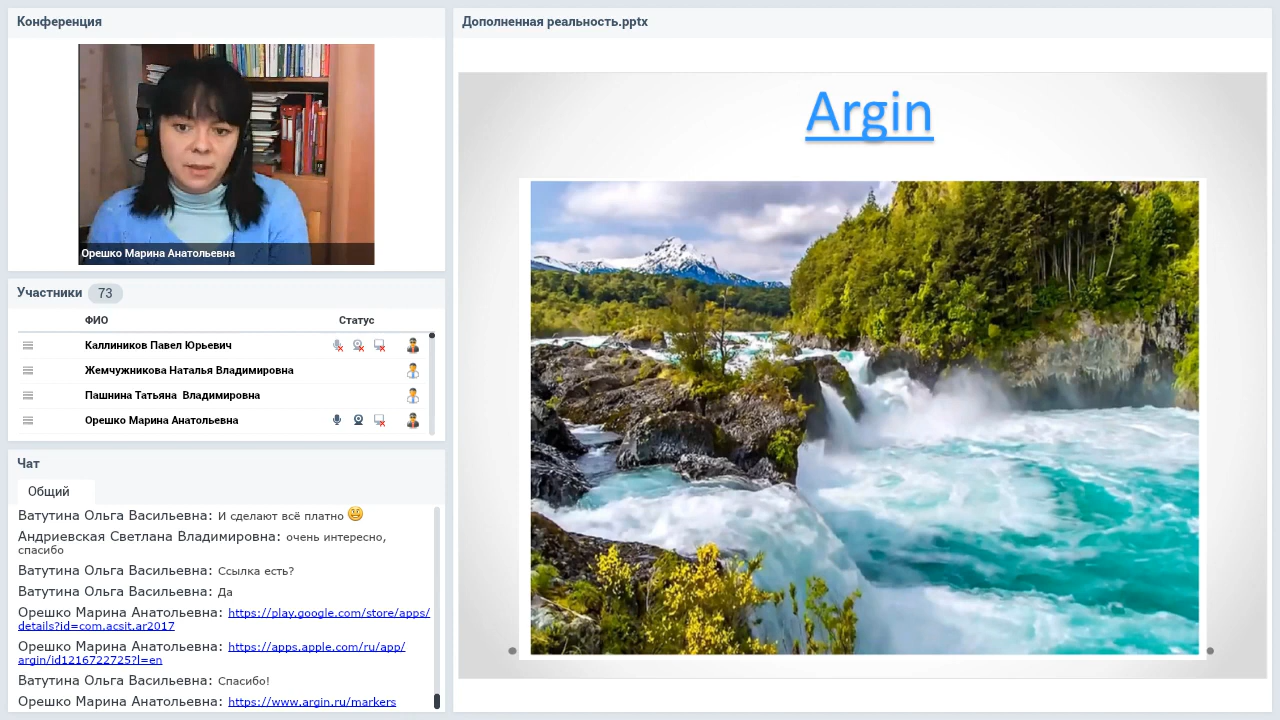 Конференция
Орешко Марина Анатольевна
Участники 73
ФИО Статус
Каллиников Павел Юрьевич
Жемчужникова Наталья Владимировна
Пашнина Татьяна Владимировна
Орешко Марина Анатольевна
Чат
Общий
Ватутина Ольга Васильевна: И сделают всё платно
Андриевская Светлана Владимировна: очень интересно,
спасибо
Ватутина Ольга Васильевна: Ссылка есть?
Ватутина Ольга Васильевна: Да
Орешко Марина Анатольевна: https://play.google.com/store/apps/
details?id=com.acsit.ar2017
Орешко Марина Анатольевна: https://apps.apple.com/ru/app/
argin/id1216722725?l=en
Ватутина Ольга Васильевна: Спасибо!
Орешко Марина Анатольевна: https://www.argin.ru/markers
Дополненная реальность.pptx
Argin